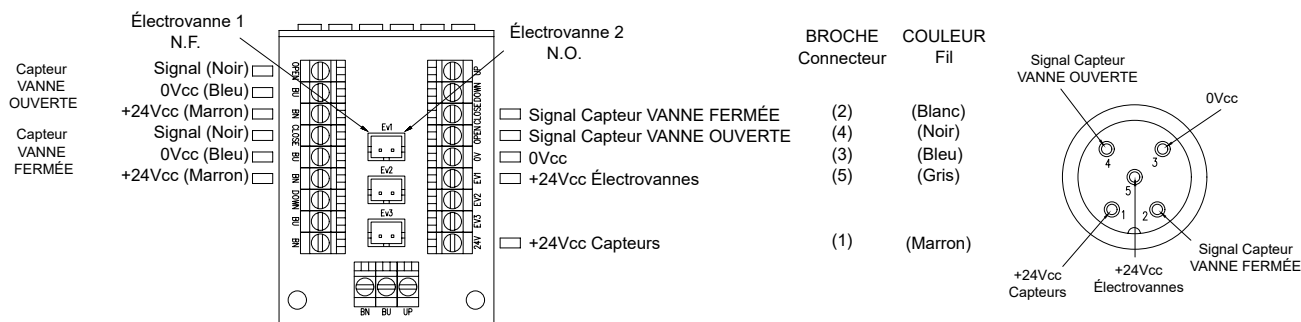 Électrovanne 1
N.F.
Électrovanne 2
N.O.
Capteur
VANNE
OUVERTE
Signal (Noir)
0Vcc (Bleu)
+24Vcc (Marron)
Capteur
VANNE
FERMÉE
Signal (Noir)
0Vcc (Bleu)
+24Vcc (Marron)
OPEN
BU
BN
CLOSE
BU
BN
DOWN
BU
BN
Ev1
Ev2
Ev3
BN BU UP
UP
DOWN
CLOSE
OPEN
0V
EV1
EV2
EV3
24V
BROCHE
Connecteur
COULEUR
Fil
Signal Capteur VANNE FERMÉE (2) (Blanc)
Signal Capteur VANNE OUVERTE (4) (Noir)
0Vcc (3) (Bleu)
+24Vcc Électrovannes (5) (Gris)
+24Vcc Capteurs (1) (Marron)
Signal Capteur
VANNE OUVERTE
0Vcc
4
3
5
1
2
Signal Capteur
VANNE FERMÉE
+24Vcc
Capteurs
+24Vcc
Électrovannes